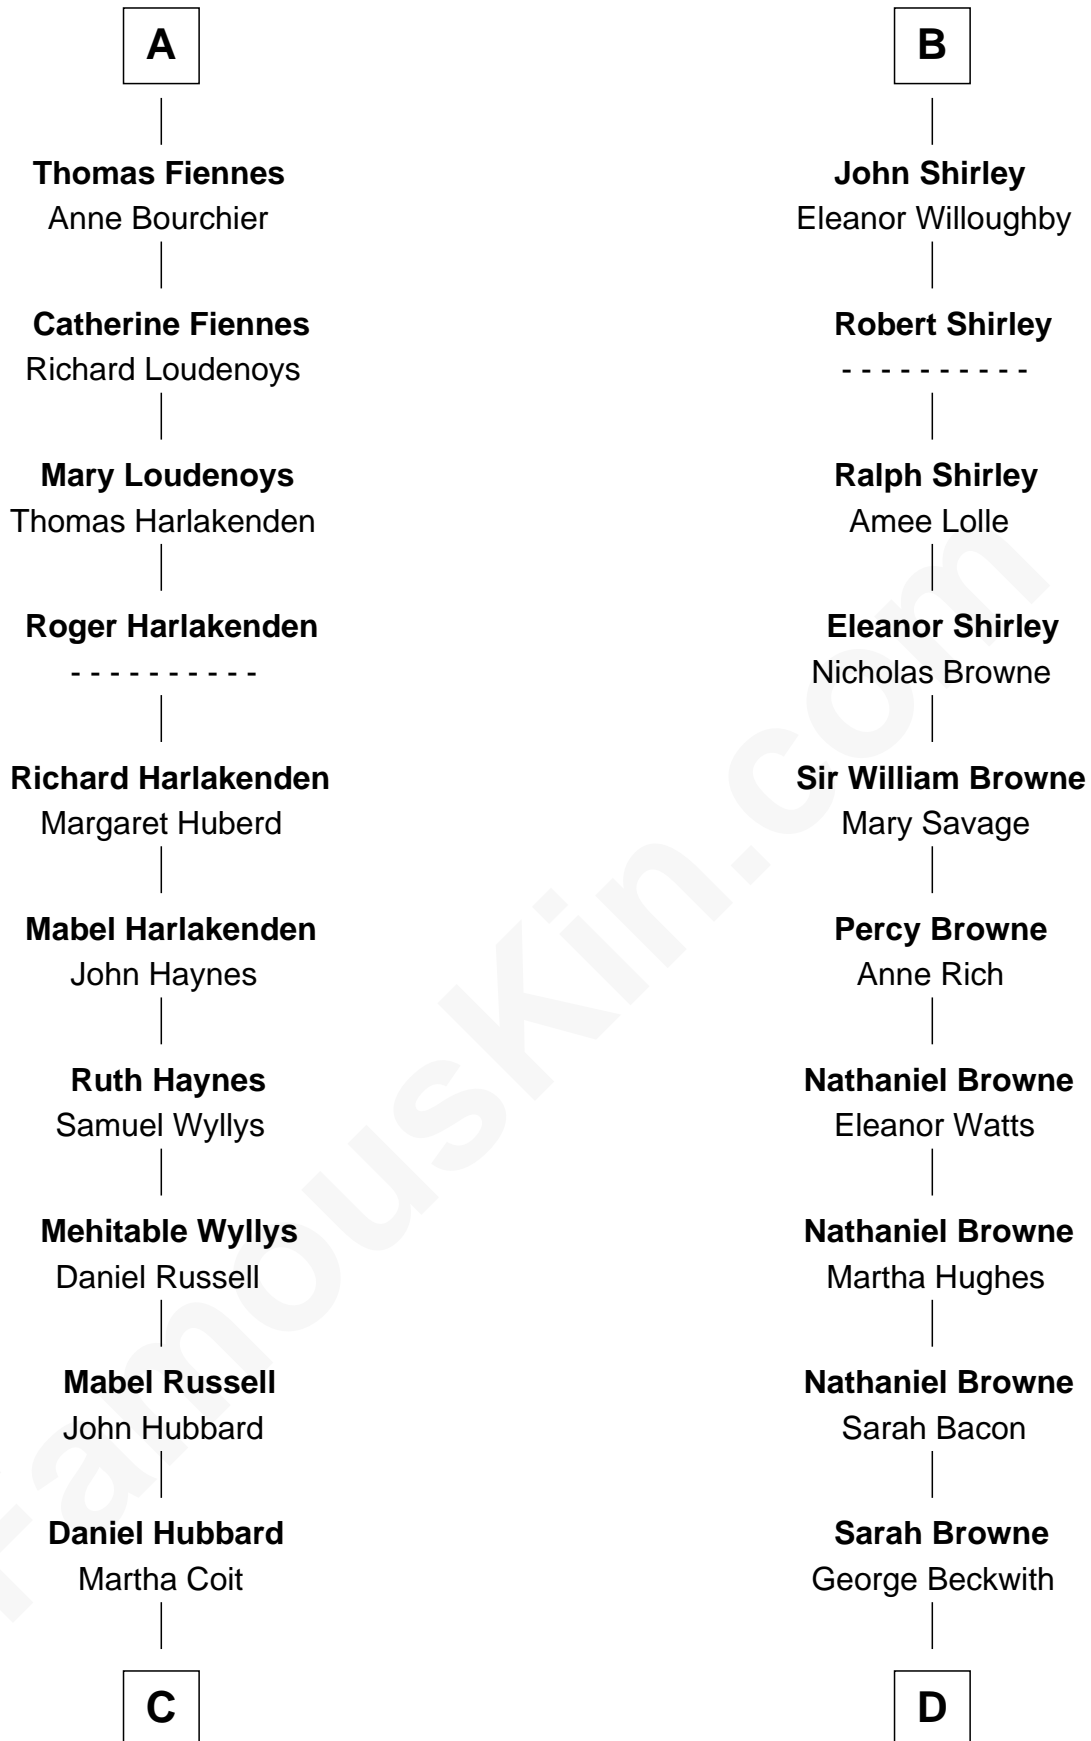 A
Thomas Fiennes
Anne Bourchier
Catherine Fiennes
Richard Loudenoys
Mary Loudenoys
Thomas Harlakenden
Roger Harlakenden
- - - - - - - - - -
Richard Harlakenden
Margaret Huberd
Mabel Harlakenden
John Haynes
Ruth Haynes
Samuel Wyllys
Mehitable Wyllys
Daniel Russell
Mabel Russell
John Hubbard
Daniel Hubbard
Martha Coit
C
B
John Shirley
Eleanor Willoughby
Robert Shirley
- - - - - - - - - -
Ralph Shirley
Amee Lolle
Eleanor Shirley
Nicholas Browne
Sir William Browne
Mary Savage
Percy Browne
Anne Rich
Nathaniel Browne
Eleanor Watts
Nathaniel Browne
Martha Hughes
Nathaniel Browne
Sarah Bacon
Sarah Browne
George Beckwith
D
FamousKin.com